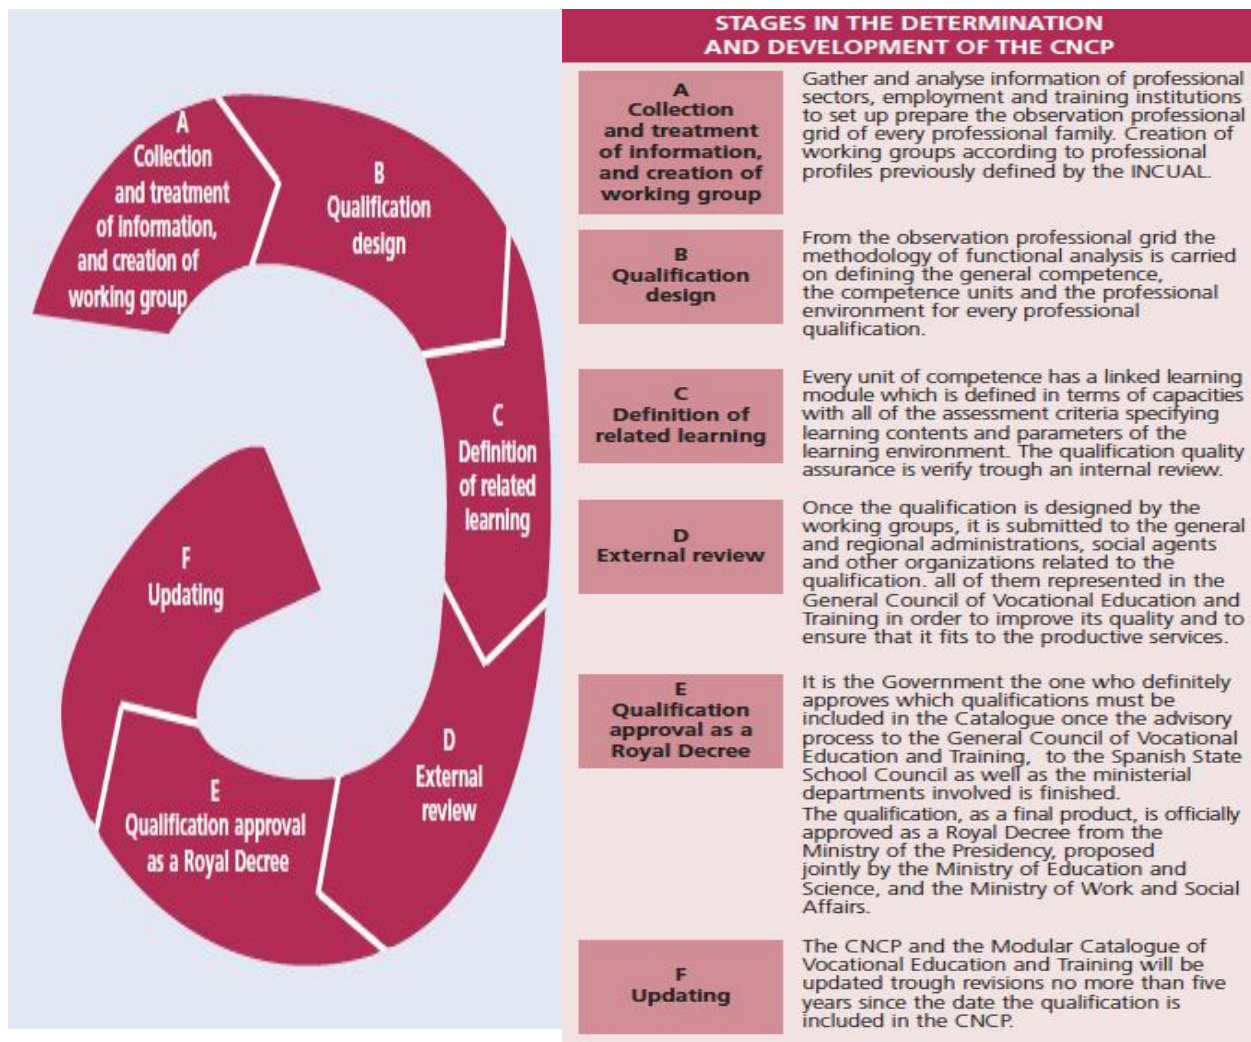 A
Collection
and treatment
of information,
and creation of
working group
B
Qualification
design
C
Definition
of related
learning
D
External
review
E
Qualification approval
as a Royal Decree
F
Updating
STAGES IN THE DETERMINATION
AND DEVELOPMENT OF THE CNCP
A
Collection
and treatment
of information,
and creation of
working group
Gather and analyse information of professional
sectors, employment and training institutions
to set up prepare the observation professional
grid of every professional family. Creation of
working groups according to professional
profiles previously defined by the INCUAL.
B
Qualification
design
From the observation professional grid the
methodology of functional analysis is carried
on defining the general competence,
the competence units and the professional
environment for every professional
qualification.
C
Definition of
related learning
Every unit of competence has a linked learning
module which is defined in terms of capacities
with all of the assessment criteria specifying
learning contents and parameters of the
learning environment. The qualification quality
assurance is verify trough an internal review.
D
External review
Once the qualification is designed by the
working groups, it is submitted to the general
and regional administrations, social agents
and other organizations related to the
qualification. all of them represented in the
General Council of Vocational Education and
Training in order to improve its quality and to
ensure that it fits to the productive services.
E
Qualification
approval as a
Royal Decree
It is the Government the one who definitely
approves which qualifications must be
included in the Catalogue once the advisory
process to the General Council of Vocational
Education and Training, to the Spanish State
School Council as well as the ministerial
departments involved is finished.
The qualification, as a final product, is officially
approved as a Royal Decree from the
Ministry of the Presidency, proposed
jointly by the Ministry of Education and
Science, and the Ministry of Work and Social
Affairs.
F
Updating
The CNCP and the Modular Catalogue of
Vocational Education and Training will be
updated trough revisions no more than five
years since the date the qualification is
included in the CNCP.